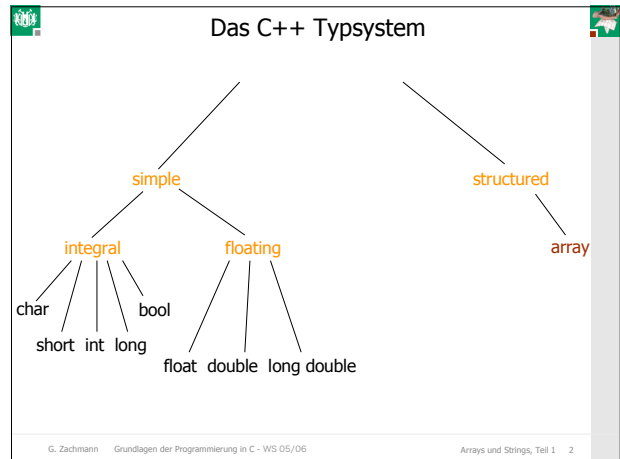 Das C++ Typsystem
simple structured
integral floating array
char bool
short int long
float double long double
G. Zachmann Grundlagen der Programmierung in C - WS 05/06 Arrays und Strings, Teil 1 2